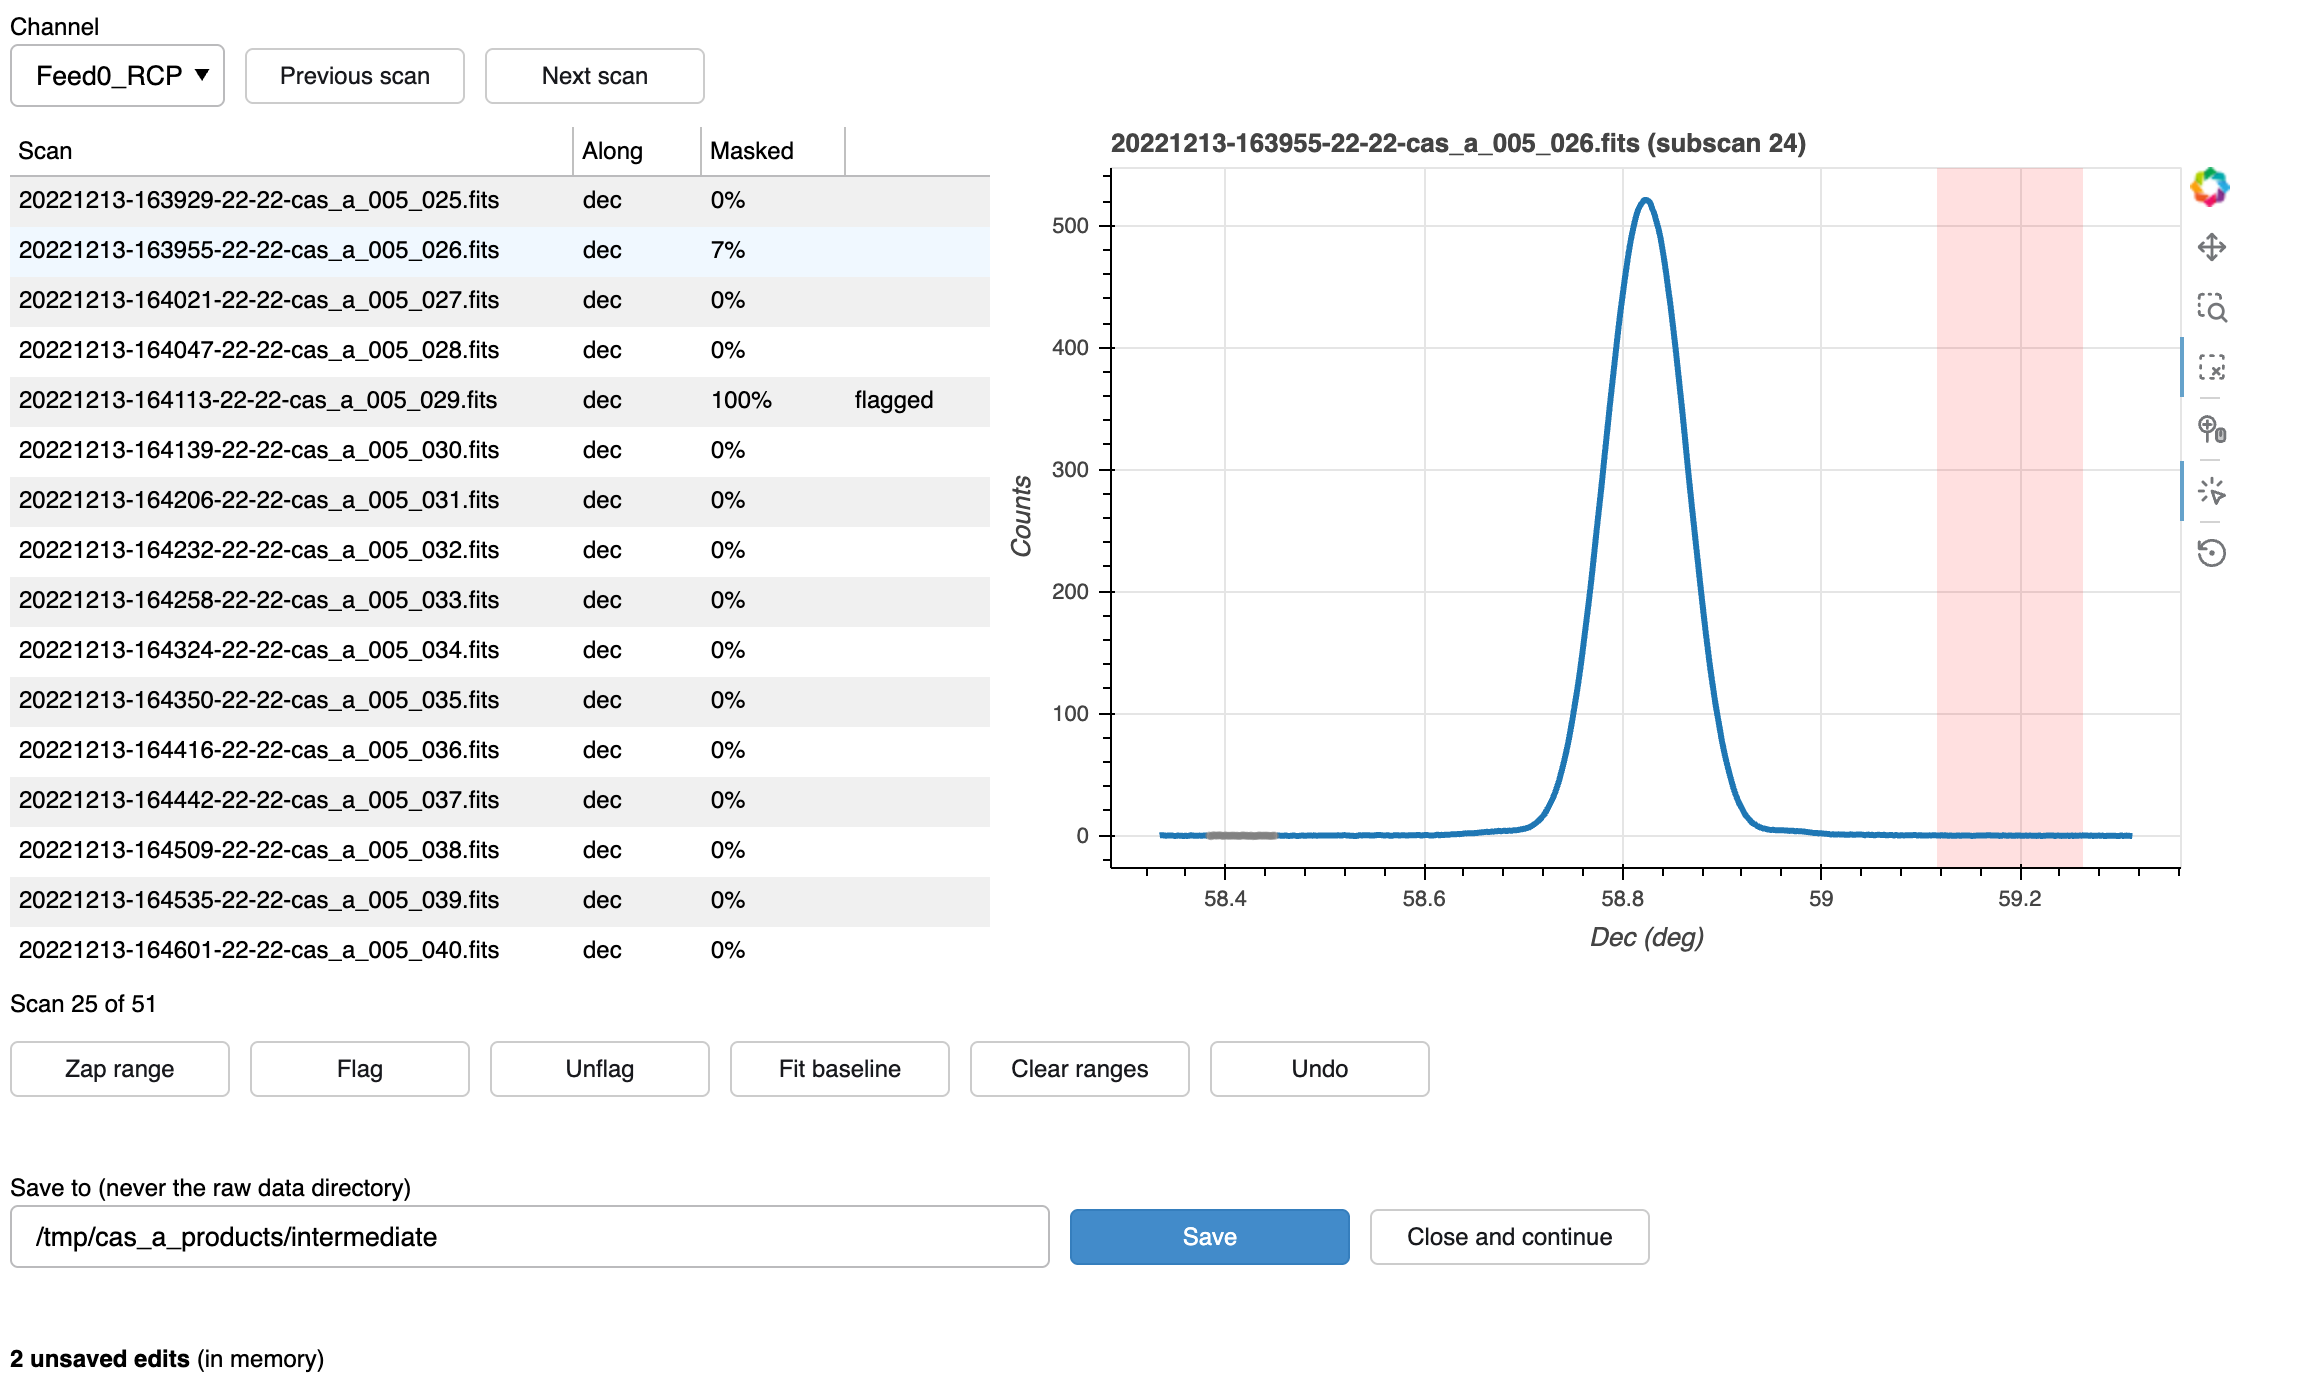 Channel
Feed0_RCP ▼ Previous scan Next scan
Scan Along Masked
20221213-163929-22-22-cas_a_005_025.fits dec 0%
20221213-163955-22-22-cas_a_005_026.fits dec 7%
20221213-164021-22-22-cas_a_005_027.fits dec 0%
20221213-164047-22-22-cas_a_005_028.fits dec 0%
20221213-164113-22-22-cas_a_005_029.fits dec 100% flagged
20221213-164139-22-22-cas_a_005_030.fits dec 0%
20221213-164206-22-22-cas_a_005_031.fits dec 0%
20221213-164232-22-22-cas_a_005_032.fits dec 0%
20221213-164258-22-22-cas_a_005_033.fits dec 0%
20221213-164324-22-22-cas_a_005_034.fits dec 0%
20221213-164350-22-22-cas_a_005_035.fits dec 0%
20221213-164416-22-22-cas_a_005_036.fits dec 0%
20221213-164442-22-22-cas_a_005_037.fits dec 0%
20221213-164509-22-22-cas_a_005_038.fits dec 0%
20221213-164535-22-22-cas_a_005_039.fits dec 0%
20221213-164601-22-22-cas_a_005_040.fits dec 0%
20221213-163955-22-22-cas_a_005_026.fits (subscan 24)
500
400
300
200
100
0
Counts
58.4 58.6 58.8 59 59.2
Dec (deg)
Scan 25 of 51
Zap range Flag Unflag Fit baseline Clear ranges Undo
Save to (never the raw data directory)
/tmp/cas_a_products/intermediate Save Close and continue
2 unsaved edits (in memory)